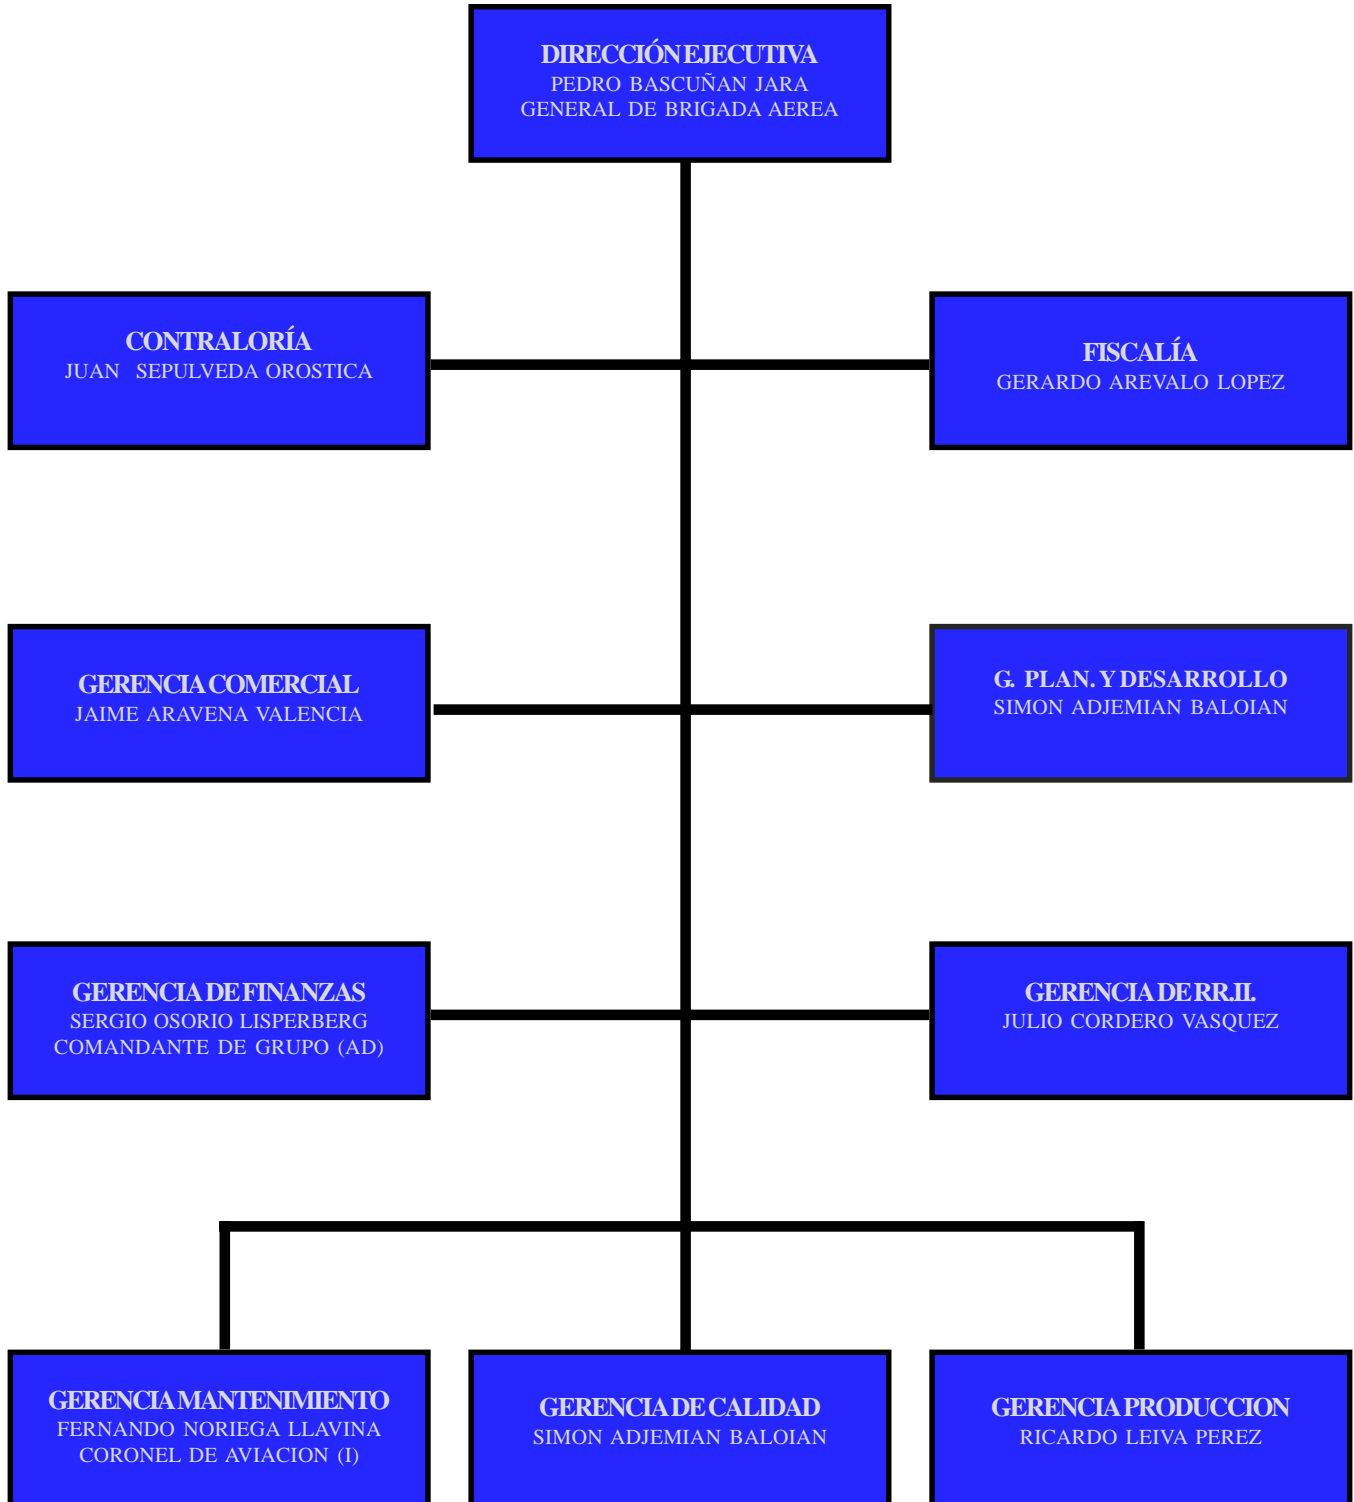 DIRECCIÓN EJECUTIVA
PEDRO BASCUÑAN JARA
GENERAL DE BRIGADA AEREA
CONTRALORÍA
JUAN SEPULVEDA OROSTICA
FISCALÍA
GERARDO AREVALO LOPEZ
GERENCIA COMERCIAL
JAIME ARAVENA VALENCIA
G. PLAN. Y DESARROLLO
SIMON ADJEMIAN BALOIAN
GERENCIA DE FINANZAS
SERGIO OSORIO LISPERBERG
COMANDANTE DE GRUPO (AD)
GERENCIA DE RR.II.
JULIO CORDERO VASQUEZ
GERENCIA MANTENIMIENTO
FERNANDO NORIEGA LLAVINA
CORONEL DE AVIACION (I)
GERENCIA DE CALIDAD
SIMON ADJEMIAN BALOIAN
GERENCIA PRODUCCION
RICARDO LEIVA PEREZ